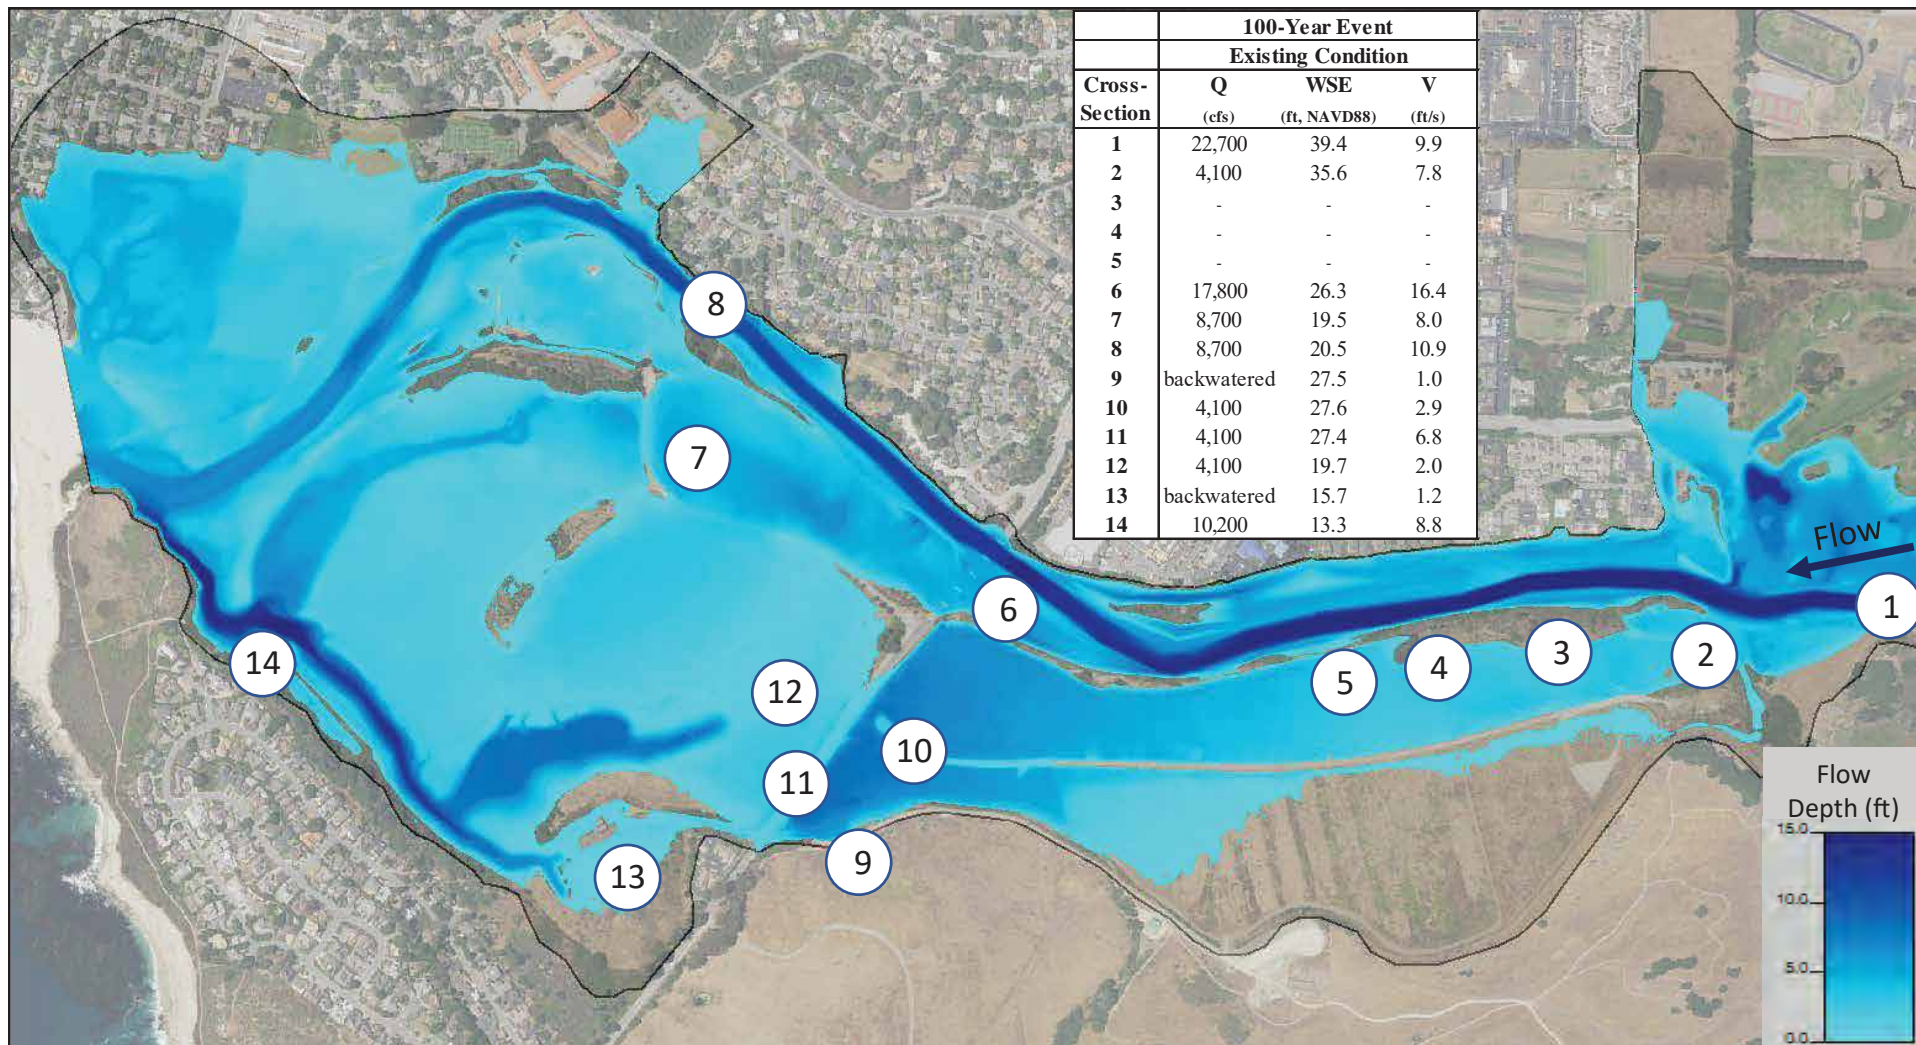 100-Year Event
Existing Condition
Cross-Section Q (cfs) WSE (ft, NAVD88) V (ft/s)
1 22,700 39.4 9.9
2 4,100 35.6 7.8
3 - - -
4 - - -
5 - - -
6 17,800 26.3 16.4
7 8,700 19.5 8.0
8 8,700 20.5 10.9
9 backwatered 27.5 1.0
10 4,100 27.6 2.9
11 4,100 27.4 6.8
12 4,100 19.7 2.0
13 backwatered 15.7 1.2
14 10,200 13.3 8.8
8
7
Flow
6
1
14
12
5
4
3
2
10
11
9
13
Flow
Depth (ft)
15.0
10.0
5.0
0.0